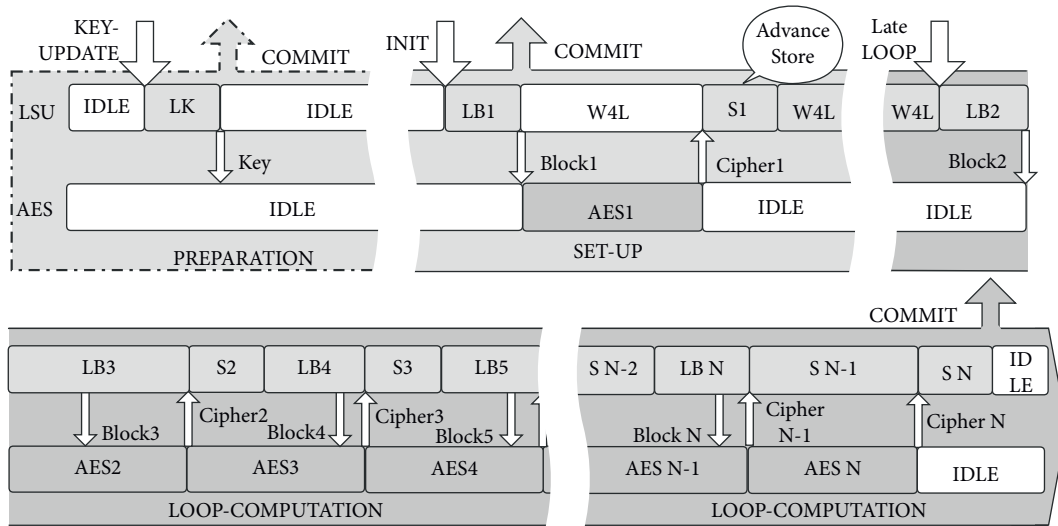 KEY-
UPDATE
COMMIT
INIT
COMMIT
Advance
Store
Late
LOOP
LSU
IDLE
LK
IDLE
LB1
W4L
S1
W4L
W4L
LB2
Key
Block1
Cipher1
Block2
AES
IDLE
AES1
IDLE
IDLE
PREPARATION
SET-UP
COMMIT
LB3
S2
LB4
S3
LB5
S N-2
LB N
S N-1
S N
ID
LE
Block3
Cipher2
Block4
Cipher3
Block5
Block N
Cipher
N-1
Cipher N
AES2
AES3
AES4
AES N-1
AES N
IDLE
LOOP-COMPUTATION
LOOP-COMPUTATION